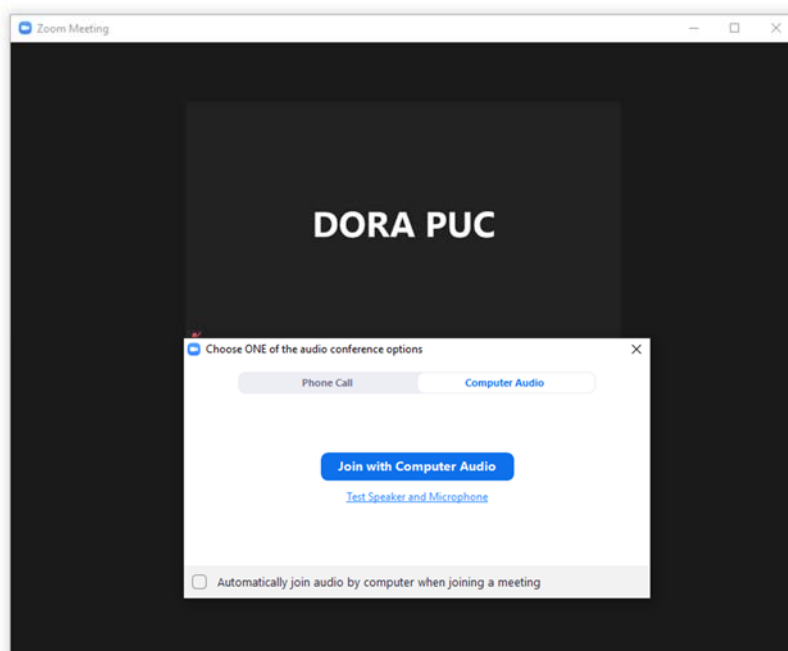 Zoom Meeting
DORA PUC
Choose ONE of the audio conference options
Phone Call
Computer Audio
Join with Computer Audio
Test Speaker and Microphone
Automatically join audio by computer when joining a meeting